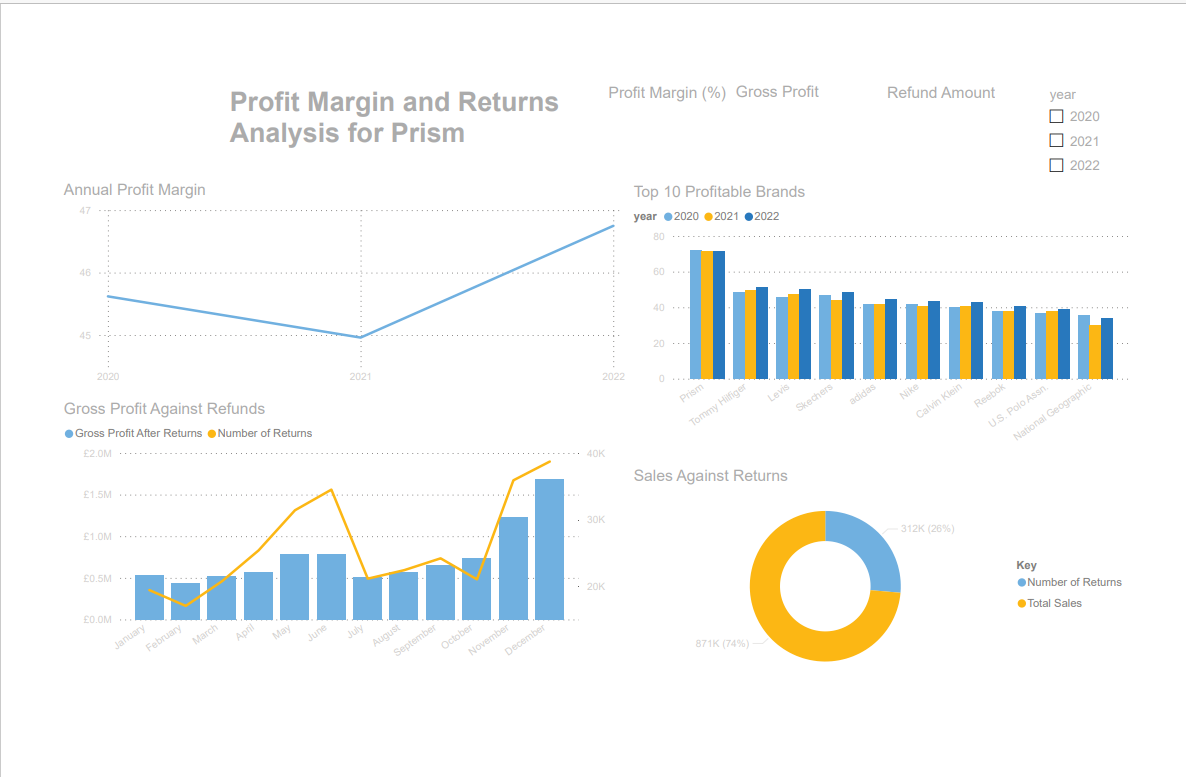 Profit Margin and Returns
Analysis for Prism
Profit Margin (%)
Gross Profit
Refund Amount
year
2020
2021
2022
Annual Profit Margin
47
46
45
2020
2021
2022
Top 10 Profitable Brands
year 2020 2021 2022
80
60
40
20
0
Prism
Tommy Hilfiger
Lexis
Skechers
adidas
Nike
Calvin Klein
Reebok
U.S. Polo Assn.
National Geographic
Gross Profit Against Refunds
Gross Profit After Returns Number of Returns
£2.0M
£1.5M
£1.0M
£0.5M
£0.0M
40K
30K
20K
January
February
March
April
May
June
July
August
September
October
November
December
Sales Against Returns
312K (26%)
871K (74%)
Key
Number of Returns
Total Sales